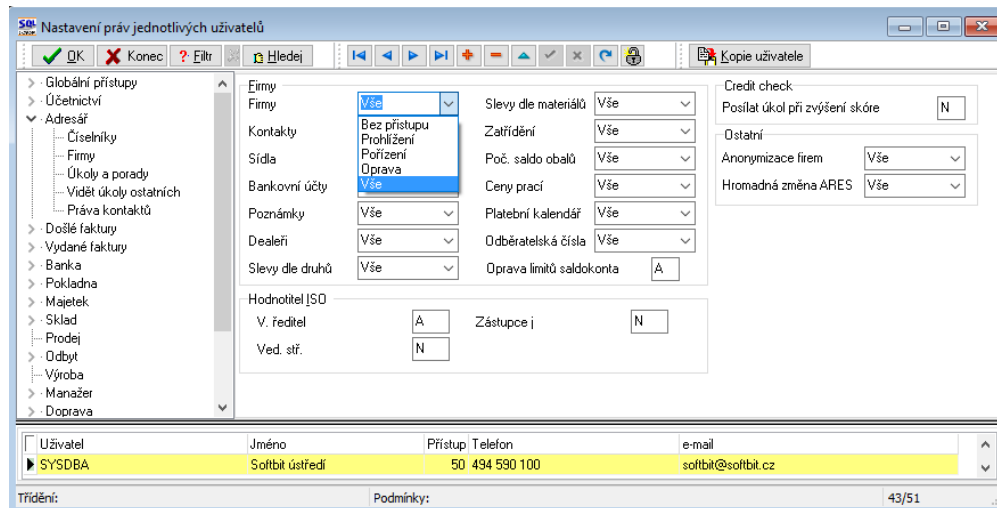 SQL Nastavení práv jednotlivých uživatelů
OK Konec ? Filtr Hledej Kopie uživatele
Globální přístupy
Účetnictví
Adresář
Číselníky
Firmy
Úkoly a porady
Vidět úkoly ostatních
Práva kontaktů
Došlé faktury
Vydané faktury
Banka
Pokladna
Majetek
Sklad
Prodej
Odbyt
Výroba
Manažer
Doprava
Firmy
Firmy Vše
Bez přistupu
Prohlížení
Pořízení
Oprava
Vše
Kontakty
Sídla
Bankovní účty
Poznámky Vše
Dealeři Vše
Slevy dle druhů Vše
Slevy dle materiálů Vše
Zatřídění Vše
Poč. saldo obalů Vše
Ceny prací Vše
Platební kalendář Vše
Odběratelská čísla Vše
Oprava limitů saldokonta A
Hodnotitel ISO
V. ředitel A Zástupce j N
Ved. stř. N
Credit check
Posílat úkol při zvýšení skóre N
Ostatní
Anonymizace firem Vše
Hromadná změna ARES Vše
Uživatel Jméno Přístup Telefon e-mail
SYSDBA Softbit ústředí 50 494 590 100 softbit@softbit.cz
Třídění: Podmínky: 43/51